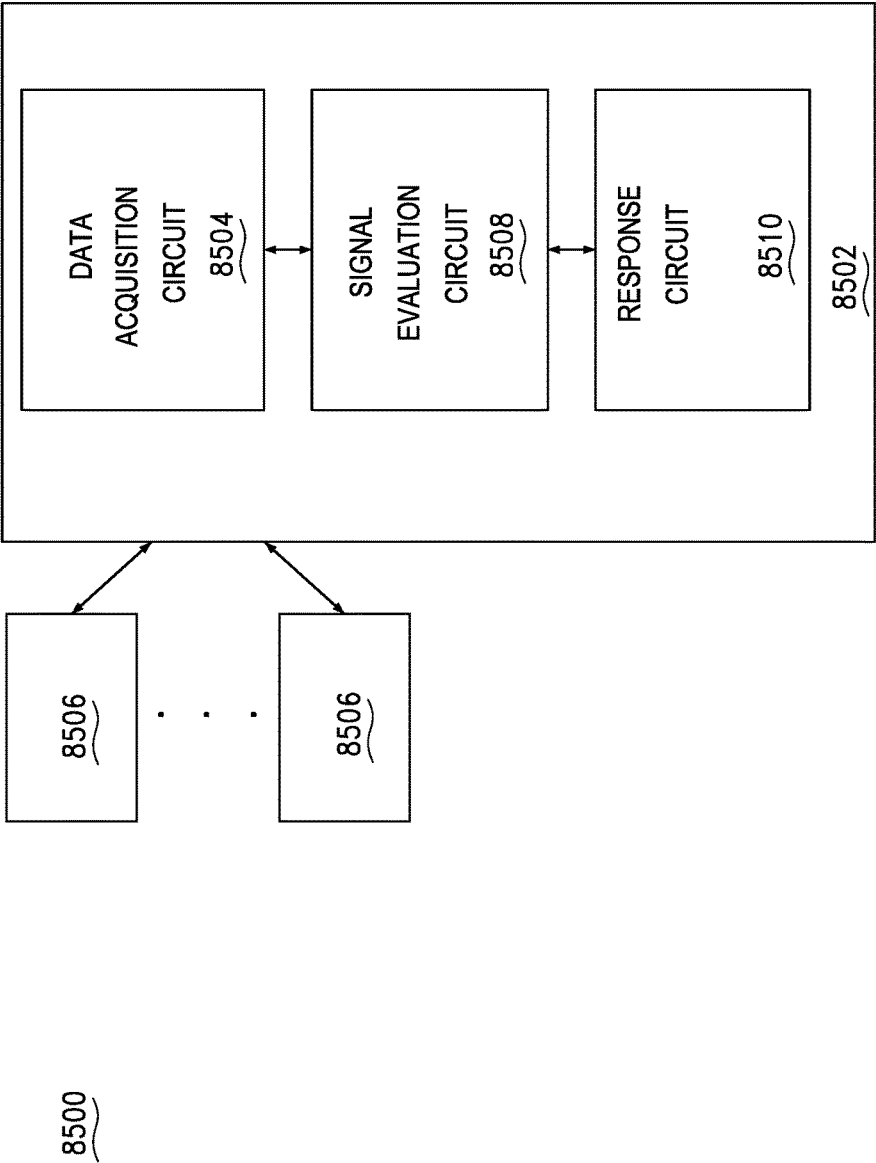 8500
8506
8506
DATA
ACQUISITION
CIRCUIT
8504
SIGNAL
EVALUATION
CIRCUIT
8508
RESPONSE
CIRCUIT
8510
8502